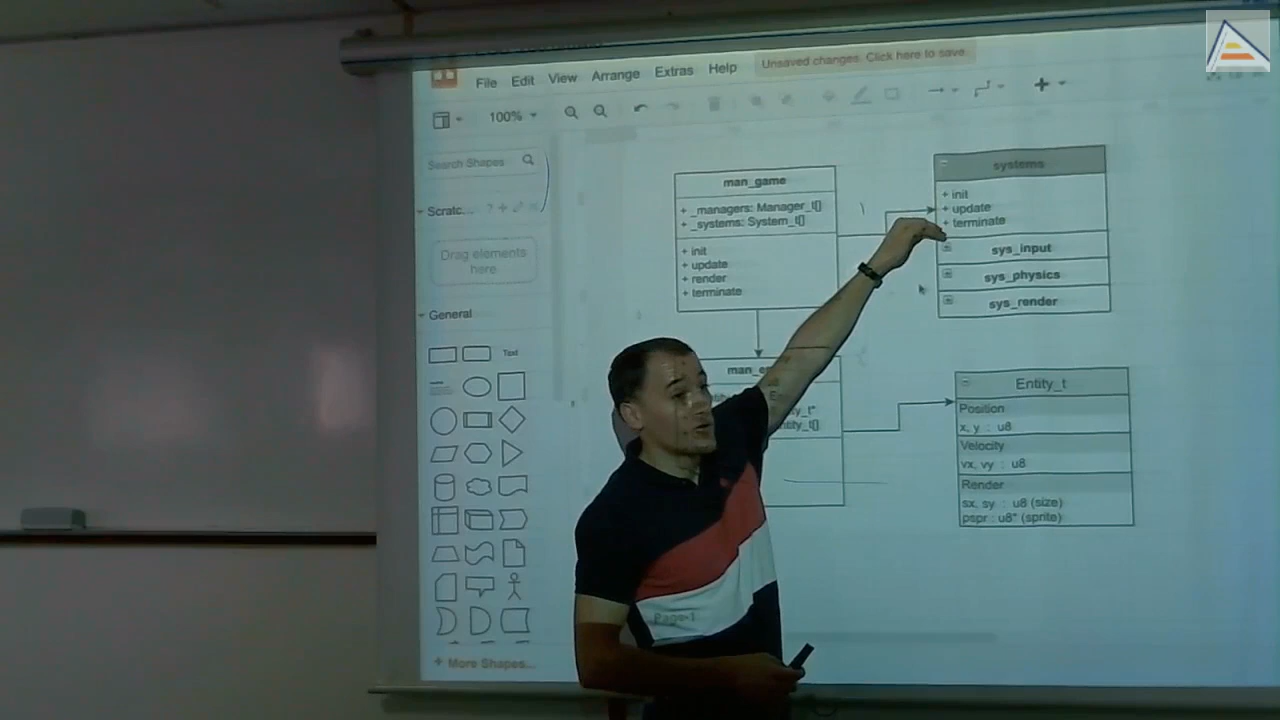 File Edit View Arrange Extras Help Unsaved changes. Click here to save.
100%
Search Shapes
Scratc...
Drag elements
here.
General
Text
+ More Shapes...
man_game
+ _managers: Manager_t[]
+ _systems: System_t[]
+ init
+ update
+ render
+ terminate
systems
+ init
+ update
+ terminate
sys_input
sys_physics
sys_render
Entity_t
Position
x, y : u8
Velocity
vx, vy : u8
Render
sx, sy : u8 (size)
pspr : u8* (sprite)
Page-1